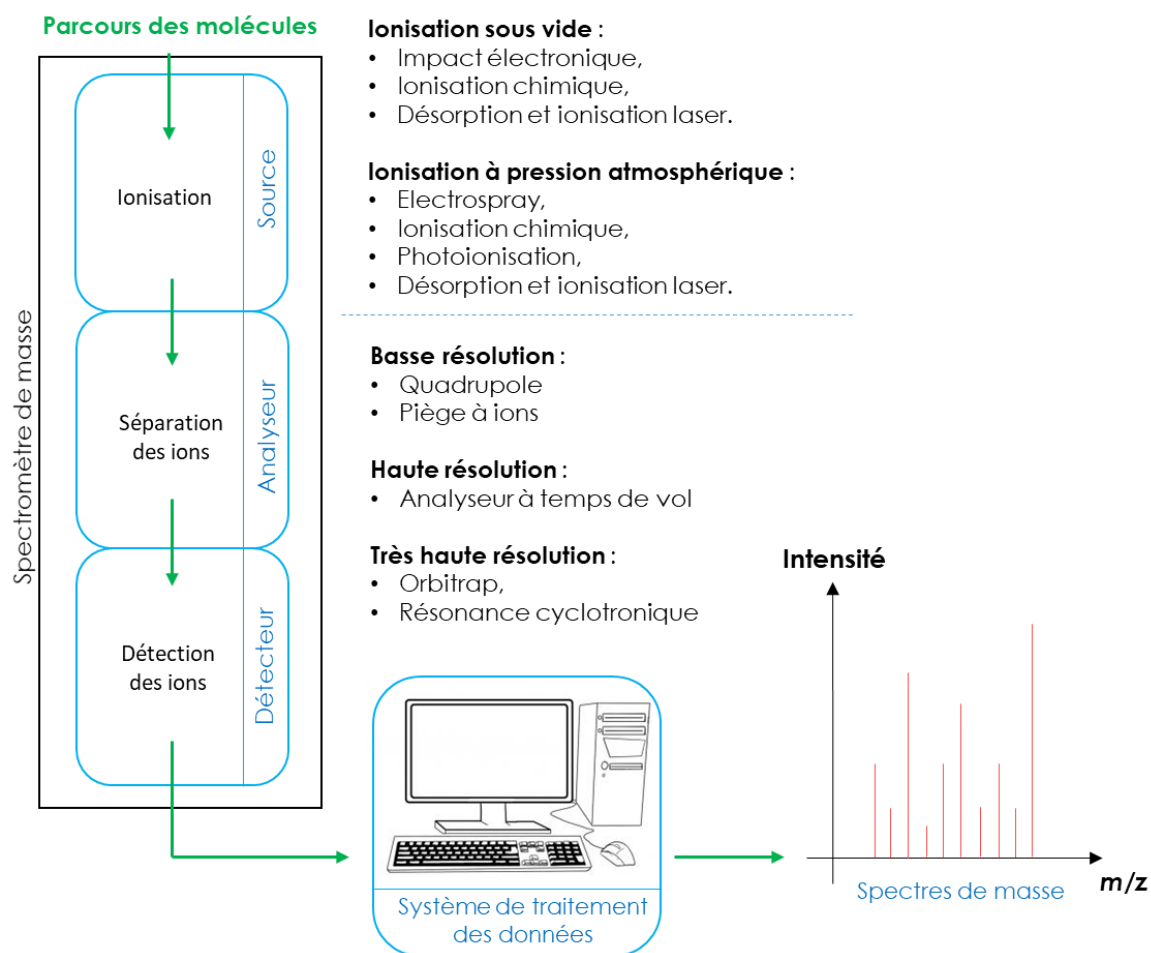 Parcours des molécules
Spectromètre de masse
Ionisation
Source
Séparation
des ions
Analyseur
Détection
des ions
Détecteur
Ionisation sous vide :
• Impact électronique,
• Ionisation chimique,
• Désorption et ionisation laser.
Ionisation à pression atmosphérique :
• Electrospray,
• Ionisation chimique,
• Photoionisation,
• Désorption et ionisation laser.
Basse résolution :
• Quadrupole
• Piège à ions
Haute résolution :
• Analyseur à temps de vol
Très haute résolution :
• Orbitrap,
• Résonance cyclotronique
Système de traitement
des données
Intensité
m/z
Spectres de masse